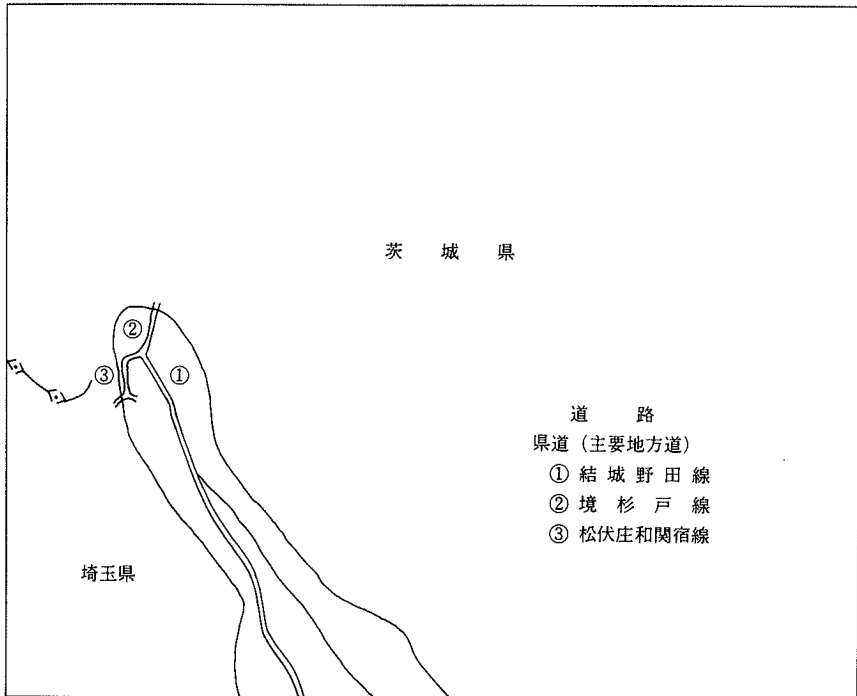 茨城県
②
③
①
道路
県道（主要地方道）
① 結城野田線
② 境杉戸線
③ 松伏庄和関宿線
埼玉県